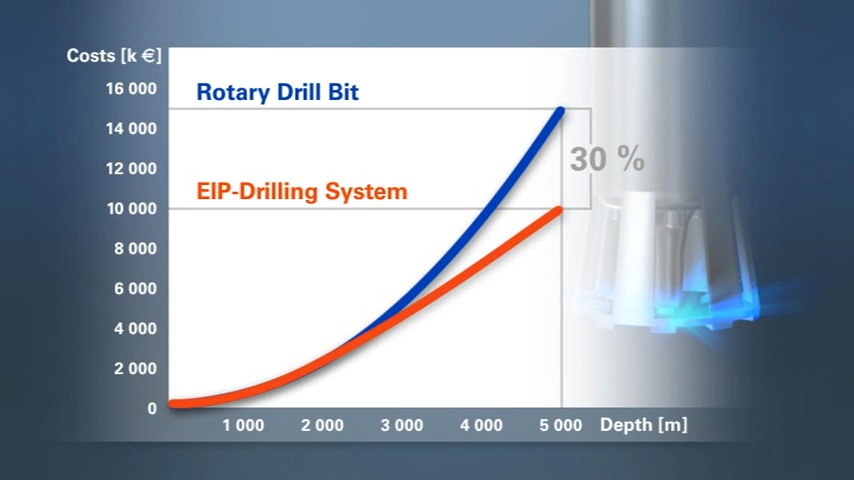 Costs [k €]
16 000
Rotary Drill Bit
14 000
30 %
12 000
EIP-Drilling System
10 000
8 000
6 000
4 000
2 000
0
1 000 2 000 3 000 4 000 5 000 Depth [m]